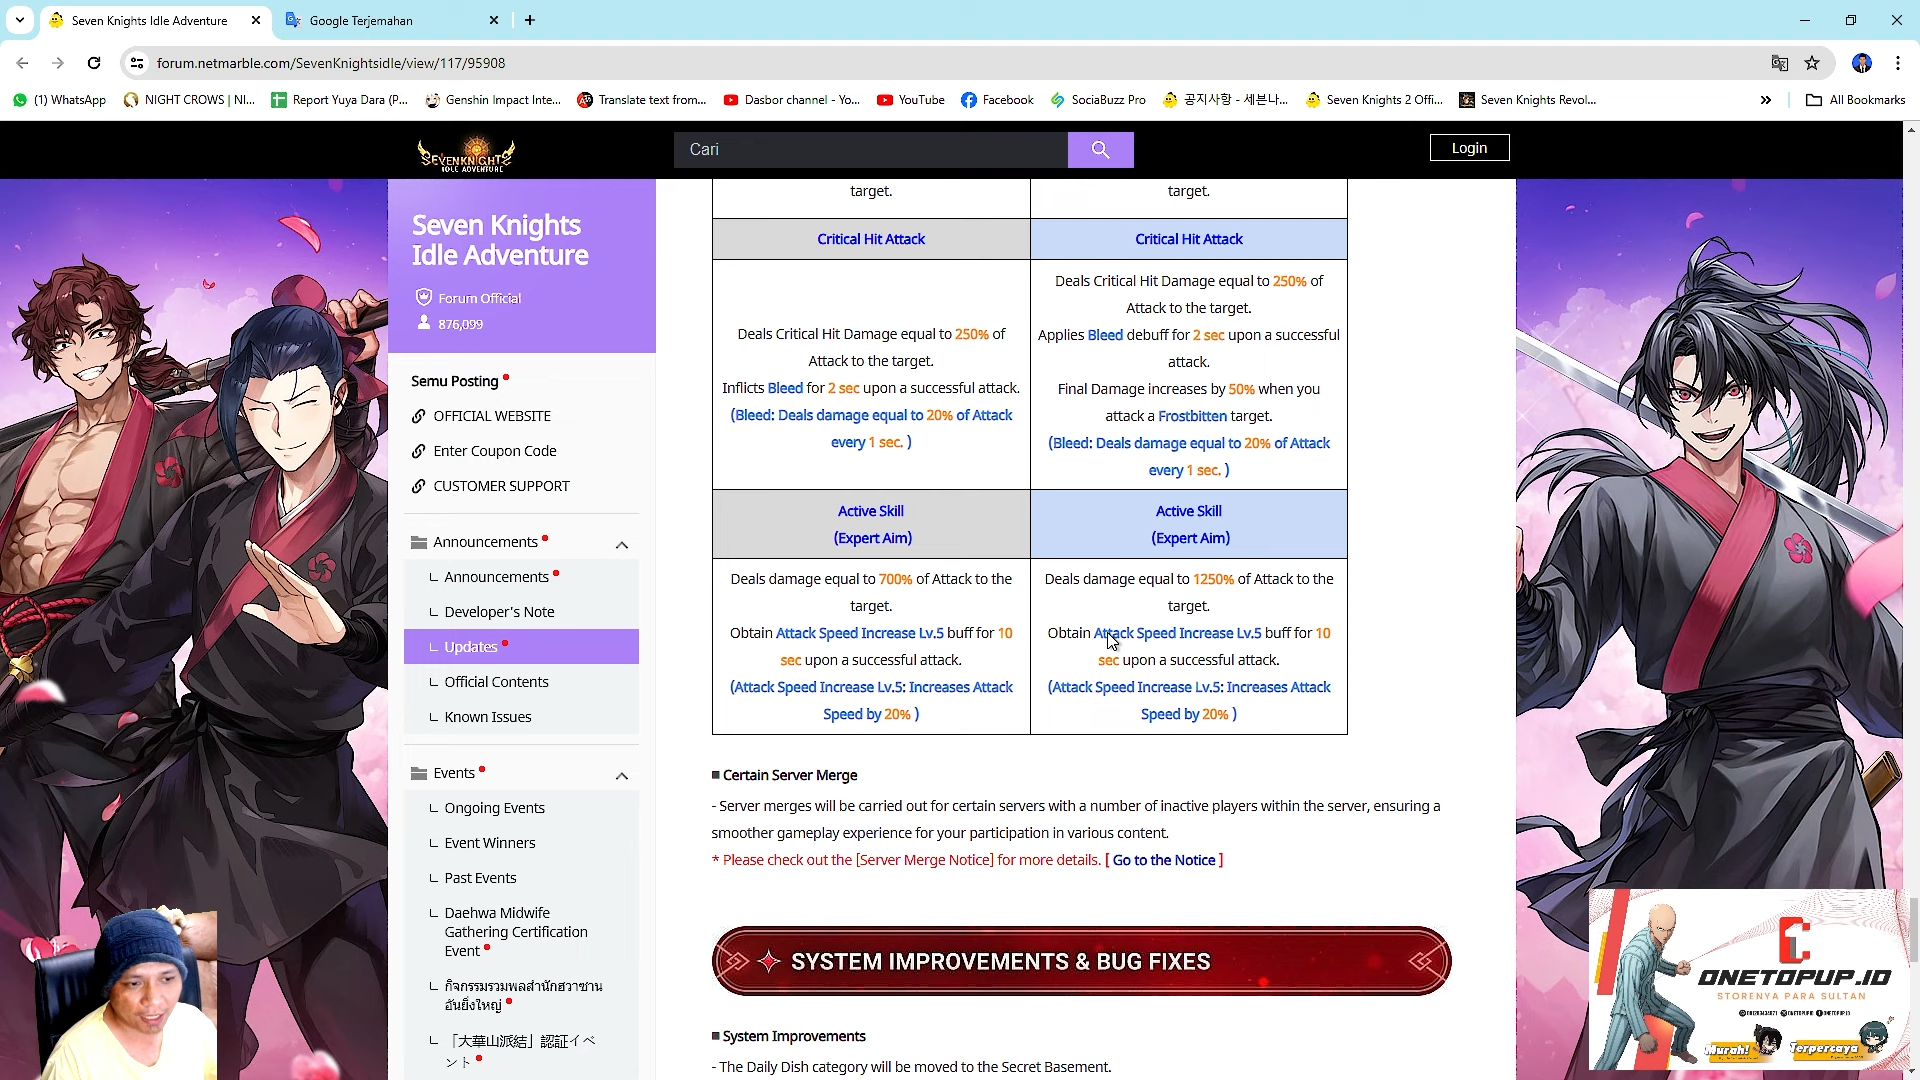 Seven Knights Idle Adventure
Google Terjemahan
forum.netmarble.com/SevenKnightsidle/view/117/95908
(1) WhatsApp
NIGHT CROWS | NI...
Report Yuya Dara (P...
Genshin Impact Inte...
Translate text from...
Dasbor channel - Yo...
YouTube
Facebook
SociaBuzz Pro
공지사항 - 세븐나...
Seven Knights 2 Offi...
Seven Knights Revol...
All Bookmarks
SEVEN KNIGHTS
IDLE ADVENTURE
Cari
Login
Seven Knights
Idle Adventure
Forum Official
876,099
Semu Posting
OFFICIAL WEBSITE
Enter Coupon Code
CUSTOMER SUPPORT
Announcements
Announcements
Developer's Note
Updates
Official Contents
Known Issues
Events
Ongoing Events
Event Winners
Past Events
Daehwa Midwife
Gathering Certification
Event
กิจกรรมรวมพลสำนักฮวาซาน
อันยิ่งใหญ่
「大華山派結」認証イベ
ント
target.
target.
Critical Hit Attack
Critical Hit Attack
Deals Critical Hit Damage equal to 250% of
Attack to the target.
Inflicts Bleed for 2 sec upon a successful attack.
(Bleed: Deals damage equal to 20% of Attack
every 1 sec. )
Deals Critical Hit Damage equal to 250% of
Attack to the target.
Applies Bleed debuff for 2 sec upon a successful
attack.
Final Damage increases by 50% when you
attack a Frostbitten target.
(Bleed: Deals damage equal to 20% of Attack
every 1 sec. )
Active Skill
(Expert Aim)
Active Skill
(Expert Aim)
Deals damage equal to 700% of Attack to the
target.
Obtain Attack Speed Increase Lv.5 buff for 10
sec upon a successful attack.
(Attack Speed Increase Lv.5: Increases Attack
Speed by 20% )
Deals damage equal to 1250% of Attack to the
target.
Obtain Attack Speed Increase Lv.5 buff for 10
sec upon a successful attack.
(Attack Speed Increase Lv.5: Increases Attack
Speed by 20% )
■ Certain Server Merge
- Server merges will be carried out for certain servers with a number of inactive players within the server, ensuring a
smoother gameplay experience for your participation in various content.
* Please check out the [Server Merge Notice] for more details. [ Go to the Notice ]
SYSTEM IMPROVEMENTS & BUG FIXES
■ System Improvements
- The Daily Dish category will be moved to the Secret Basement.
ONETOPUP.ID
STORENYA PARA SULTAN
Murah!
Terpercaya